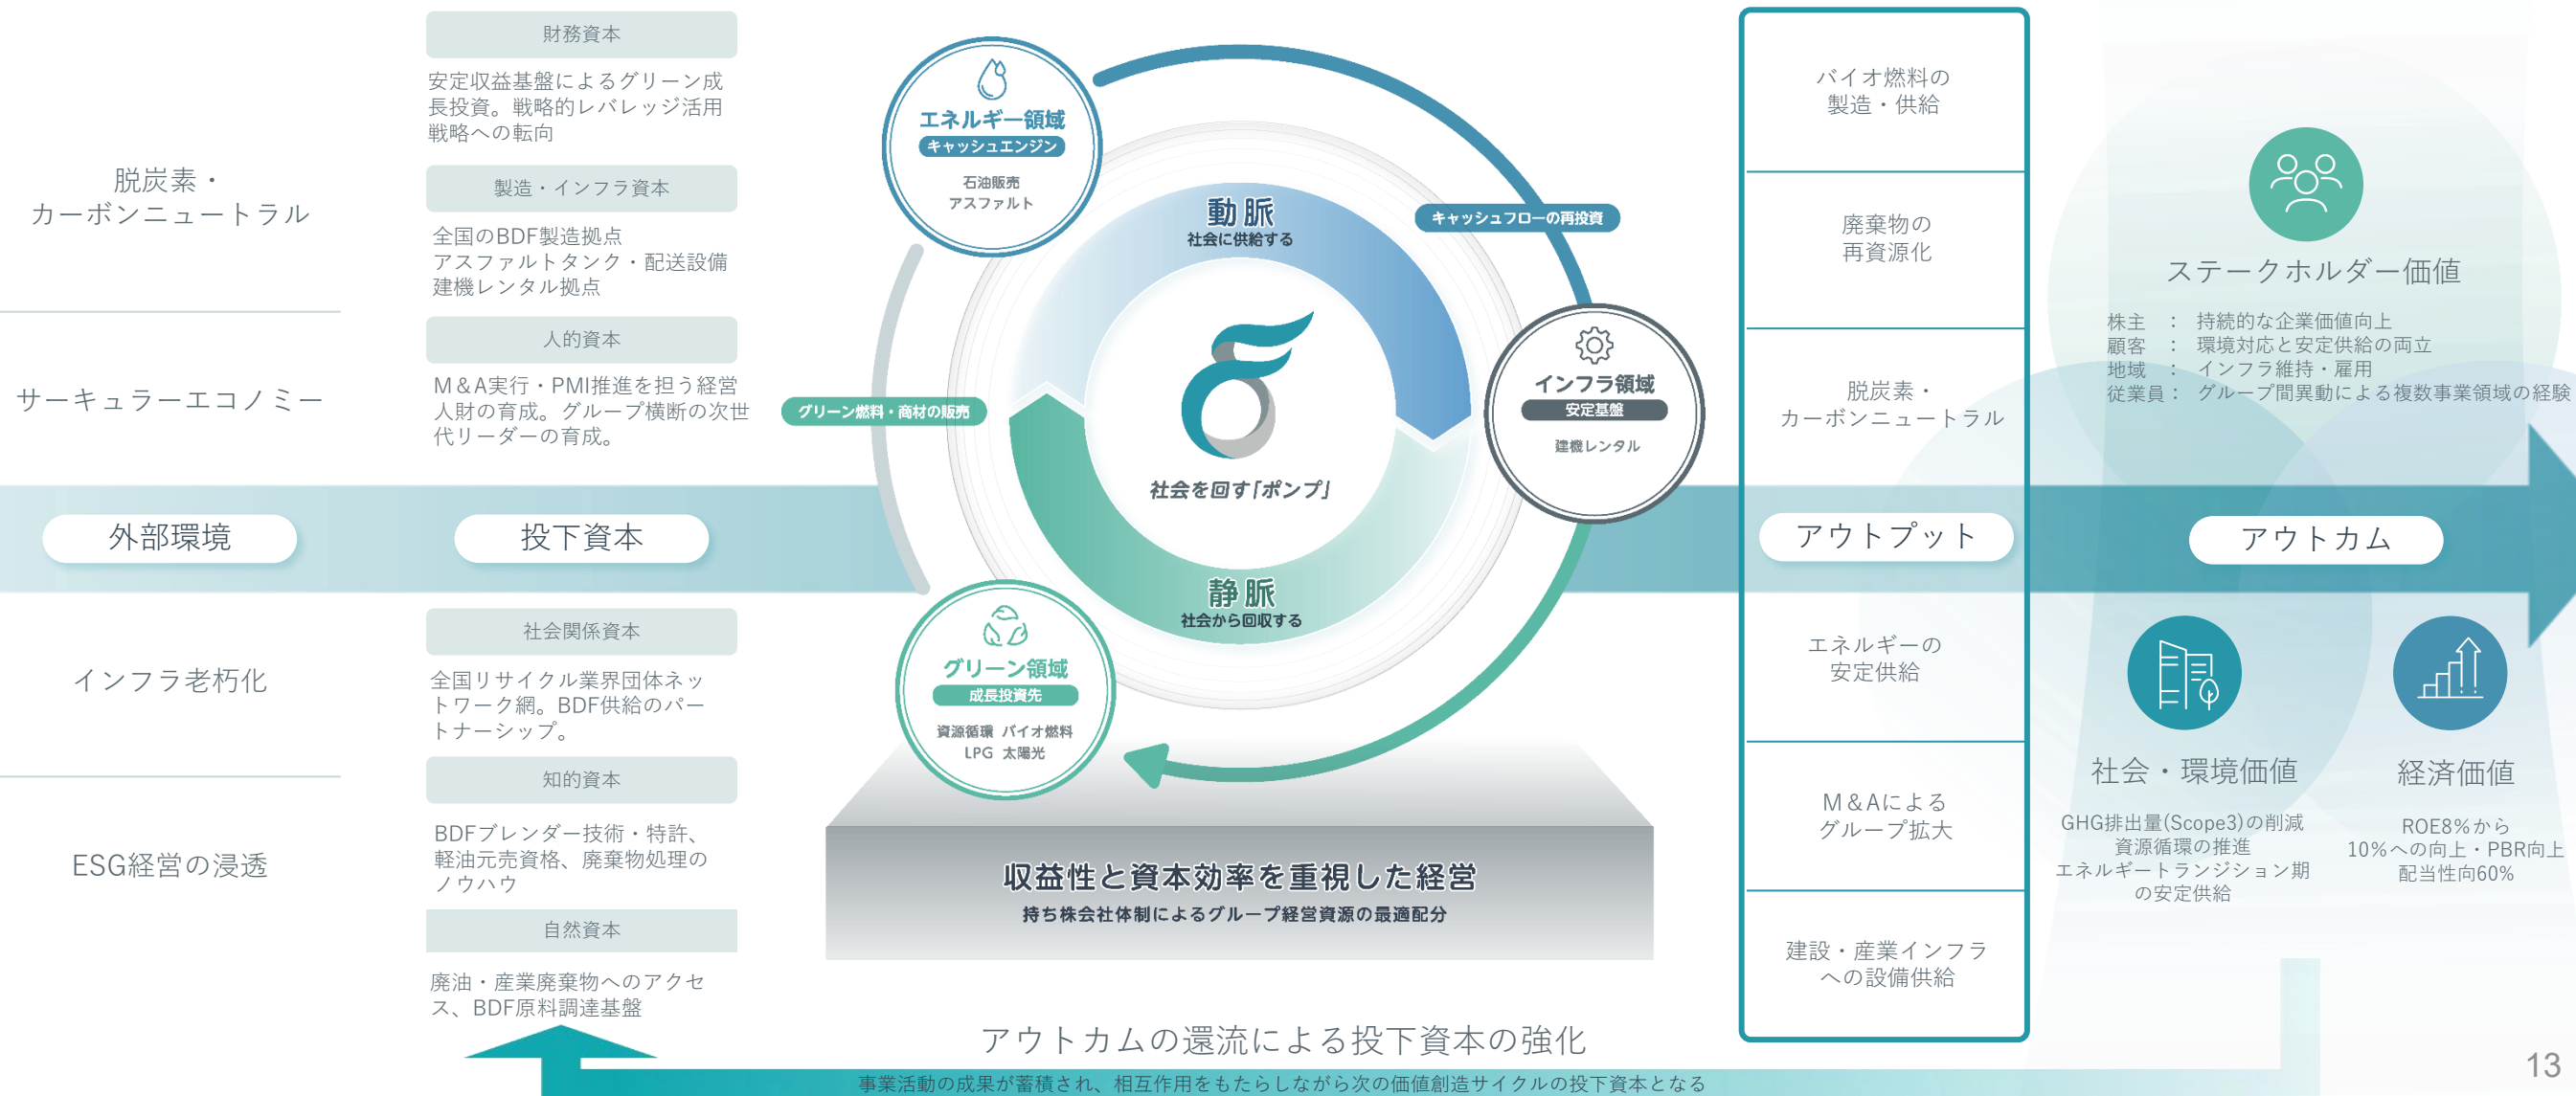 脱炭素・
カーボンニュートラル
サーキュラーエコノミー
外部環境
インフラ老朽化
ESG経営の浸透
財務資本
安定収益基盤によるグリーン成
長投資。戦略的レバレッジ活用
戦略への転向
製造・インフラ資本
全国のBDF製造拠点
アスファルトタンク・配送設備
建機レンタル拠点
人的資本
M＆A実行・PMI推進を担う経営
人財の育成。グループ横断の次世
代リーダーの育成。
投下資本
社会関係資本
全国リサイクル業界団体ネッ
トワーク網。BDF供給のパー
トナーシップ。
知的資本
BDFブレンダー技術・特許、
軽油元売資格、廃棄物処理の
ノウハウ
自然資本
廃油・産業廃棄物へのアクセ
ス、BDF原料調達基盤
エネルギー領域
キャッシュエンジン
石油販売
アスファルト
動脈
社会に供給する
キャッシュフローの再投資
インフラ領域
安定基盤
建機レンタル
グリーン燃料・商材の販売
社会を回す「ポンプ」
静脈
社会から回収する
グリーン領域
成長投資先
資源循環 バイオ燃料
LPG 太陽光
収益性と資本効率を重視した経営
持ち株会社体制によるグループ経営資源の最適配分
バイオ燃料の
製造・供給
廃棄物の
再資源化
脱炭素・
カーボンニュートラル
アウトプット
エネルギーの
安定供給
M＆Aによる
グループ拡大
建設・産業インフラ
への設備供給
ステークホルダー価値
株主 ： 持続的な企業価値向上
顧客 ： 環境対応と安定供給の両立
地域 ： インフラ維持・雇用
従業員： グループ間異動による複数事業領域の経験
アウトカム
社会・環境価値
GHG排出量(Scope3)の削減
資源循環の推進
エネルギートランジション期
の安定供給
経済価値
ROE8％から
10％への向上・PBR向上
配当性向60%
アウトカムの還流による投下資本の強化
事業活動の成果が蓄積され、相互作用をもたらしながら次の価値創造サイクルの投下資本となる
13